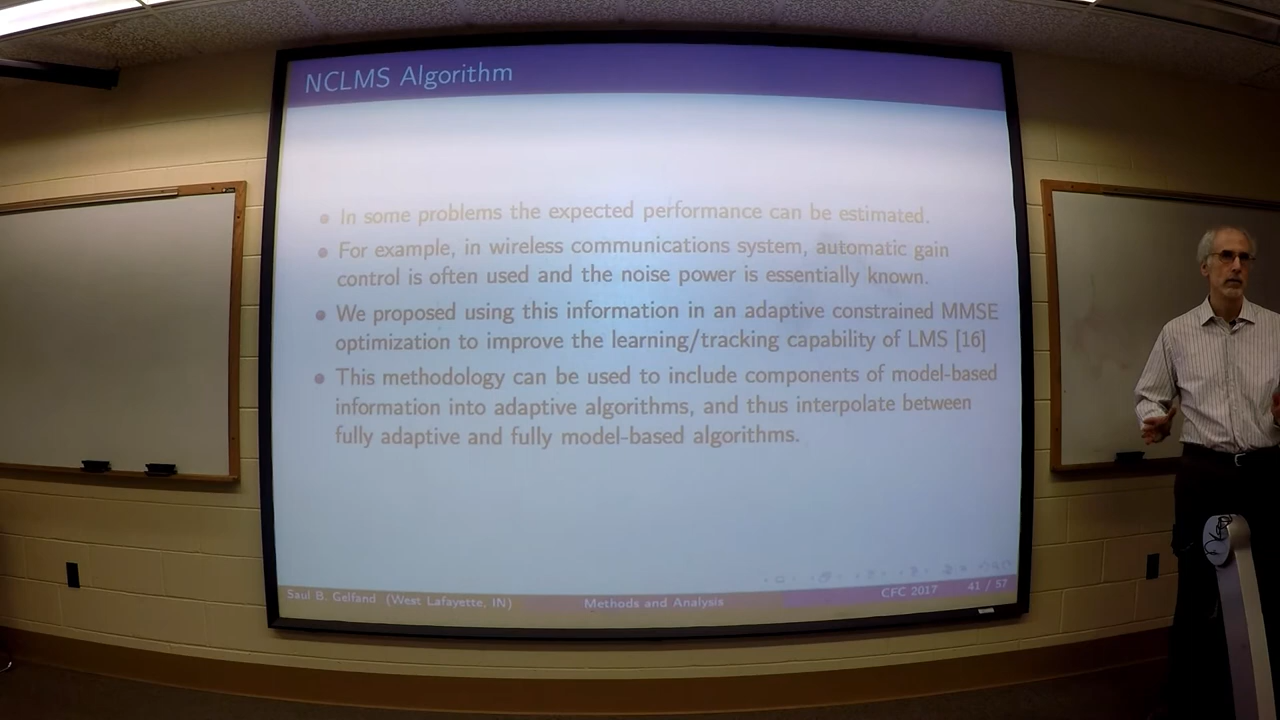 NCLMS Algorithm
In some problems the expected performance can be estimated.
For example, in wireless communications system, automatic gain
control is often used and the noise power is essentially known.
We proposed using this information in an adaptive constrained MMSE
optimization to improve the learning/tracking capability of LMS [16]
This methodology can be used to include components of model-based
information into adaptive algorithms, and thus interpolate between
fully adaptive and fully model-based algorithms.
Saul B. Gelfand (West Lafayette, IN)
Methods and Analysis
CFC 2017
41 / 57